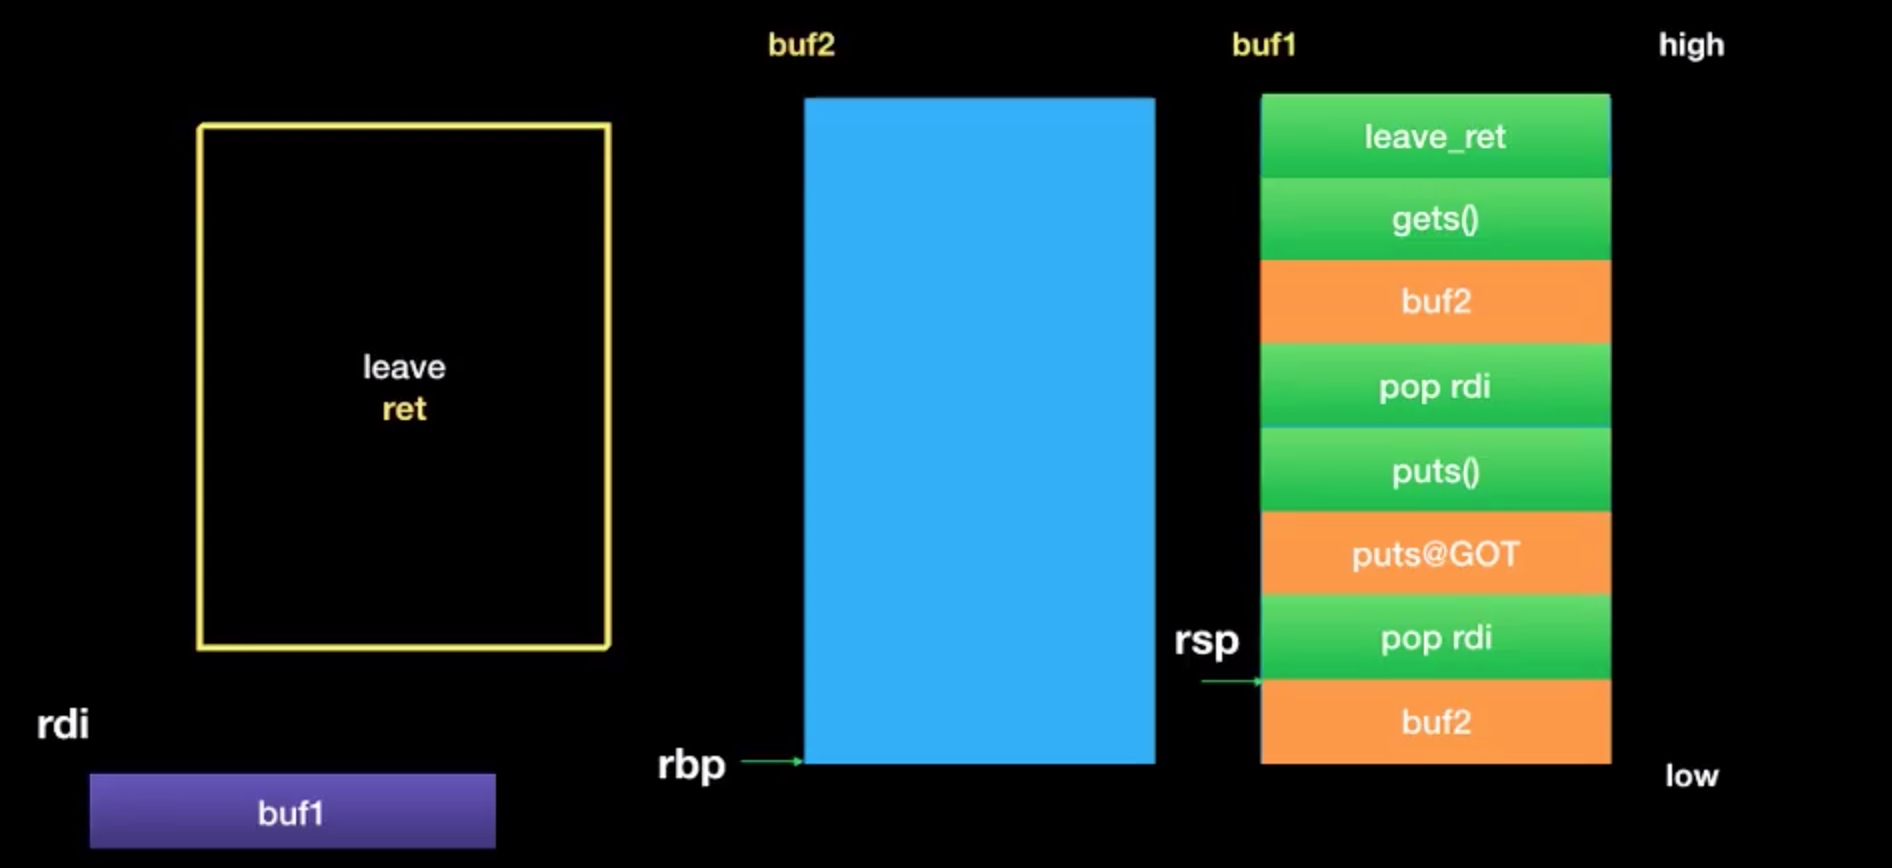 buf2
buf1
high
leave_ret
gets()
buf2
leave
ret
pop rdi
puts()
puts@GOT
rsp
pop rdi
rdi
buf2
rbp
low
buf1